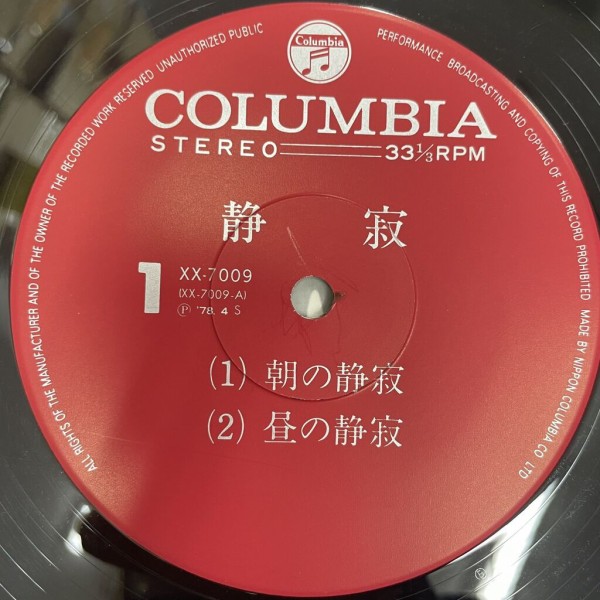 Columbia
ALL RIGHTS OF THE MANUFACTURER AND OF THE OWNER OF THE RECORDED WORK RESERVED UNAUTHORIZED PUBLIC PERFORMANCE BROADCASTING AND COPYING OF THIS RECORD PROHIBITED MADE BY NIPPON COLUMBIA CO LTD
COLUMBIA
STEREO 33⅓RPM
静寂
1 XX-7009
(XX-7009-A)
Ⓟ '78. 4 S
(1) 朝の静寂
(2) 昼の静寂